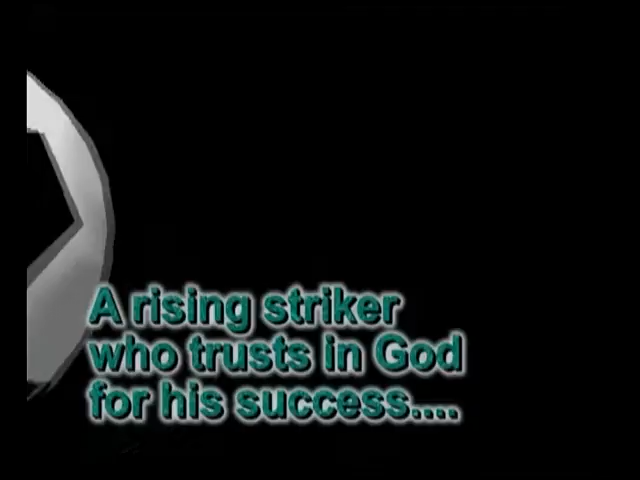 A rising striker
who trusts in God
for his success....